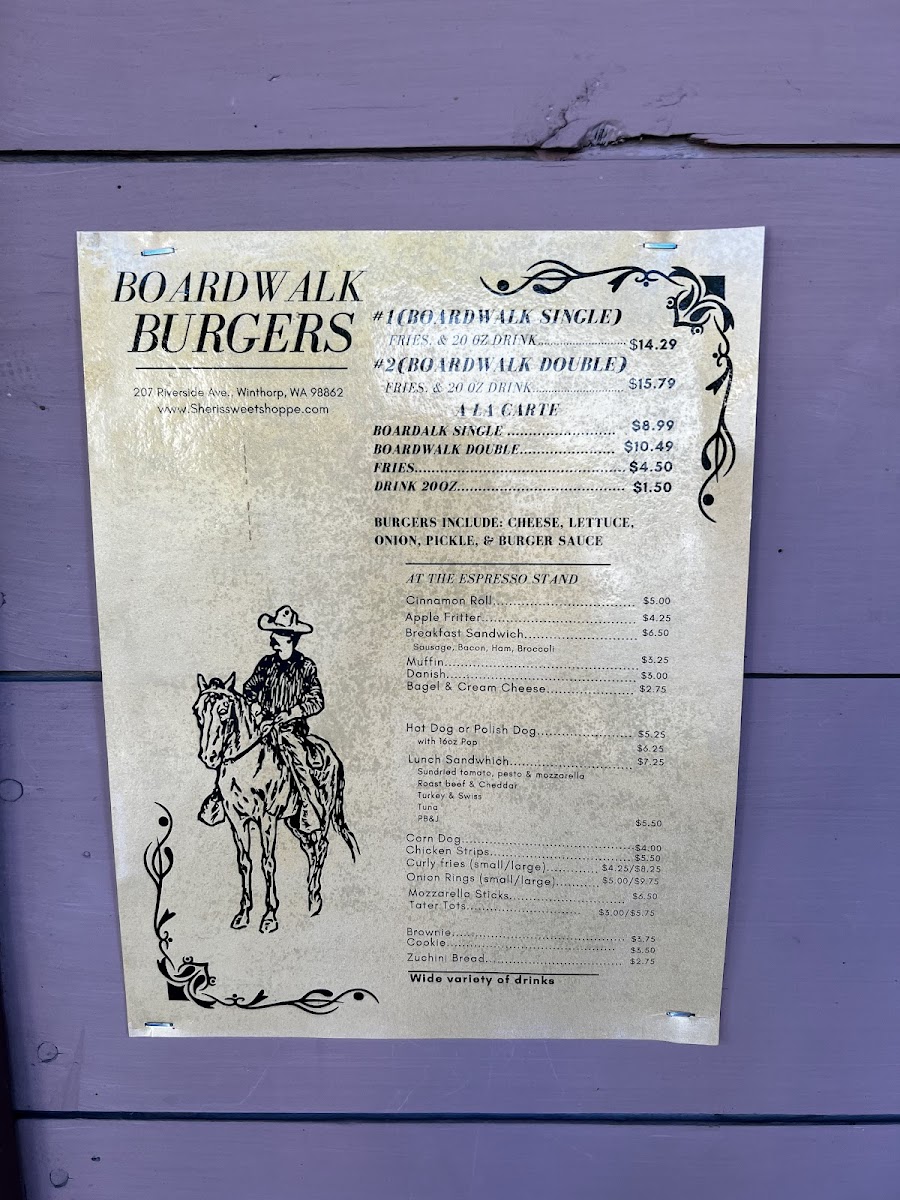 BOARDWALK
BURGERS
207 Riverside Ave., Winthorp, WA 98862
www.Sherissweetshoppe.com
#1(BOARDWALK SINGLE)
FRIES. & 20 OZ DRINK.......................... $14.29
#2(BOARDWALK DOUBLE)
FRIES. & 20 OZ DRINK.......................... $15.79
A LA CARTE
BOARDALK SINGLE ........................ $8.99
BOARDWALK DOUBLE..................... $10.49
FRIES............................................... $4.50
DRINK 20OZ..................................... $1.50
BURGERS INCLUDE: CHEESE, LETTUCE,
ONION, PICKLE, & BURGER SAUCE
AT THE ESPRESSO STAND
Cinnamon Roll................................ $5.00
Apple Fritter................................... $4.25
Breakfast Sandwich........................ $6.50
Sausage, Bacon, Ham, Broccoli
Muffin............................................. $3.25
Danish............................................ $3.00
Bagel & Cream Cheese................... $2.75
Hot Dog or Polish Dog..................... $5.25
with 16oz Pop $6.25
Lunch Sandwhich........................... $7.25
Sundried tomato, pesto & mozzarella
Roast beef & Cheddar
Turkey & Swiss
Tuna
PB&J $5.50
Corn Dog........................................ $4.00
Chicken Strips................................. $5.50
Curly fries (small/large)............ $4.25/$8.25
Onion Rings (small/large).......... $5.00/$9.75
Mozzarella Sticks............................ $6.50
Tater Tots................................ $3.00/$5.75
Brownie.......................................... $3.75
Cookie............................................ $3.50
Zuchini Bread................................. $2.75
Wide variety of drinks